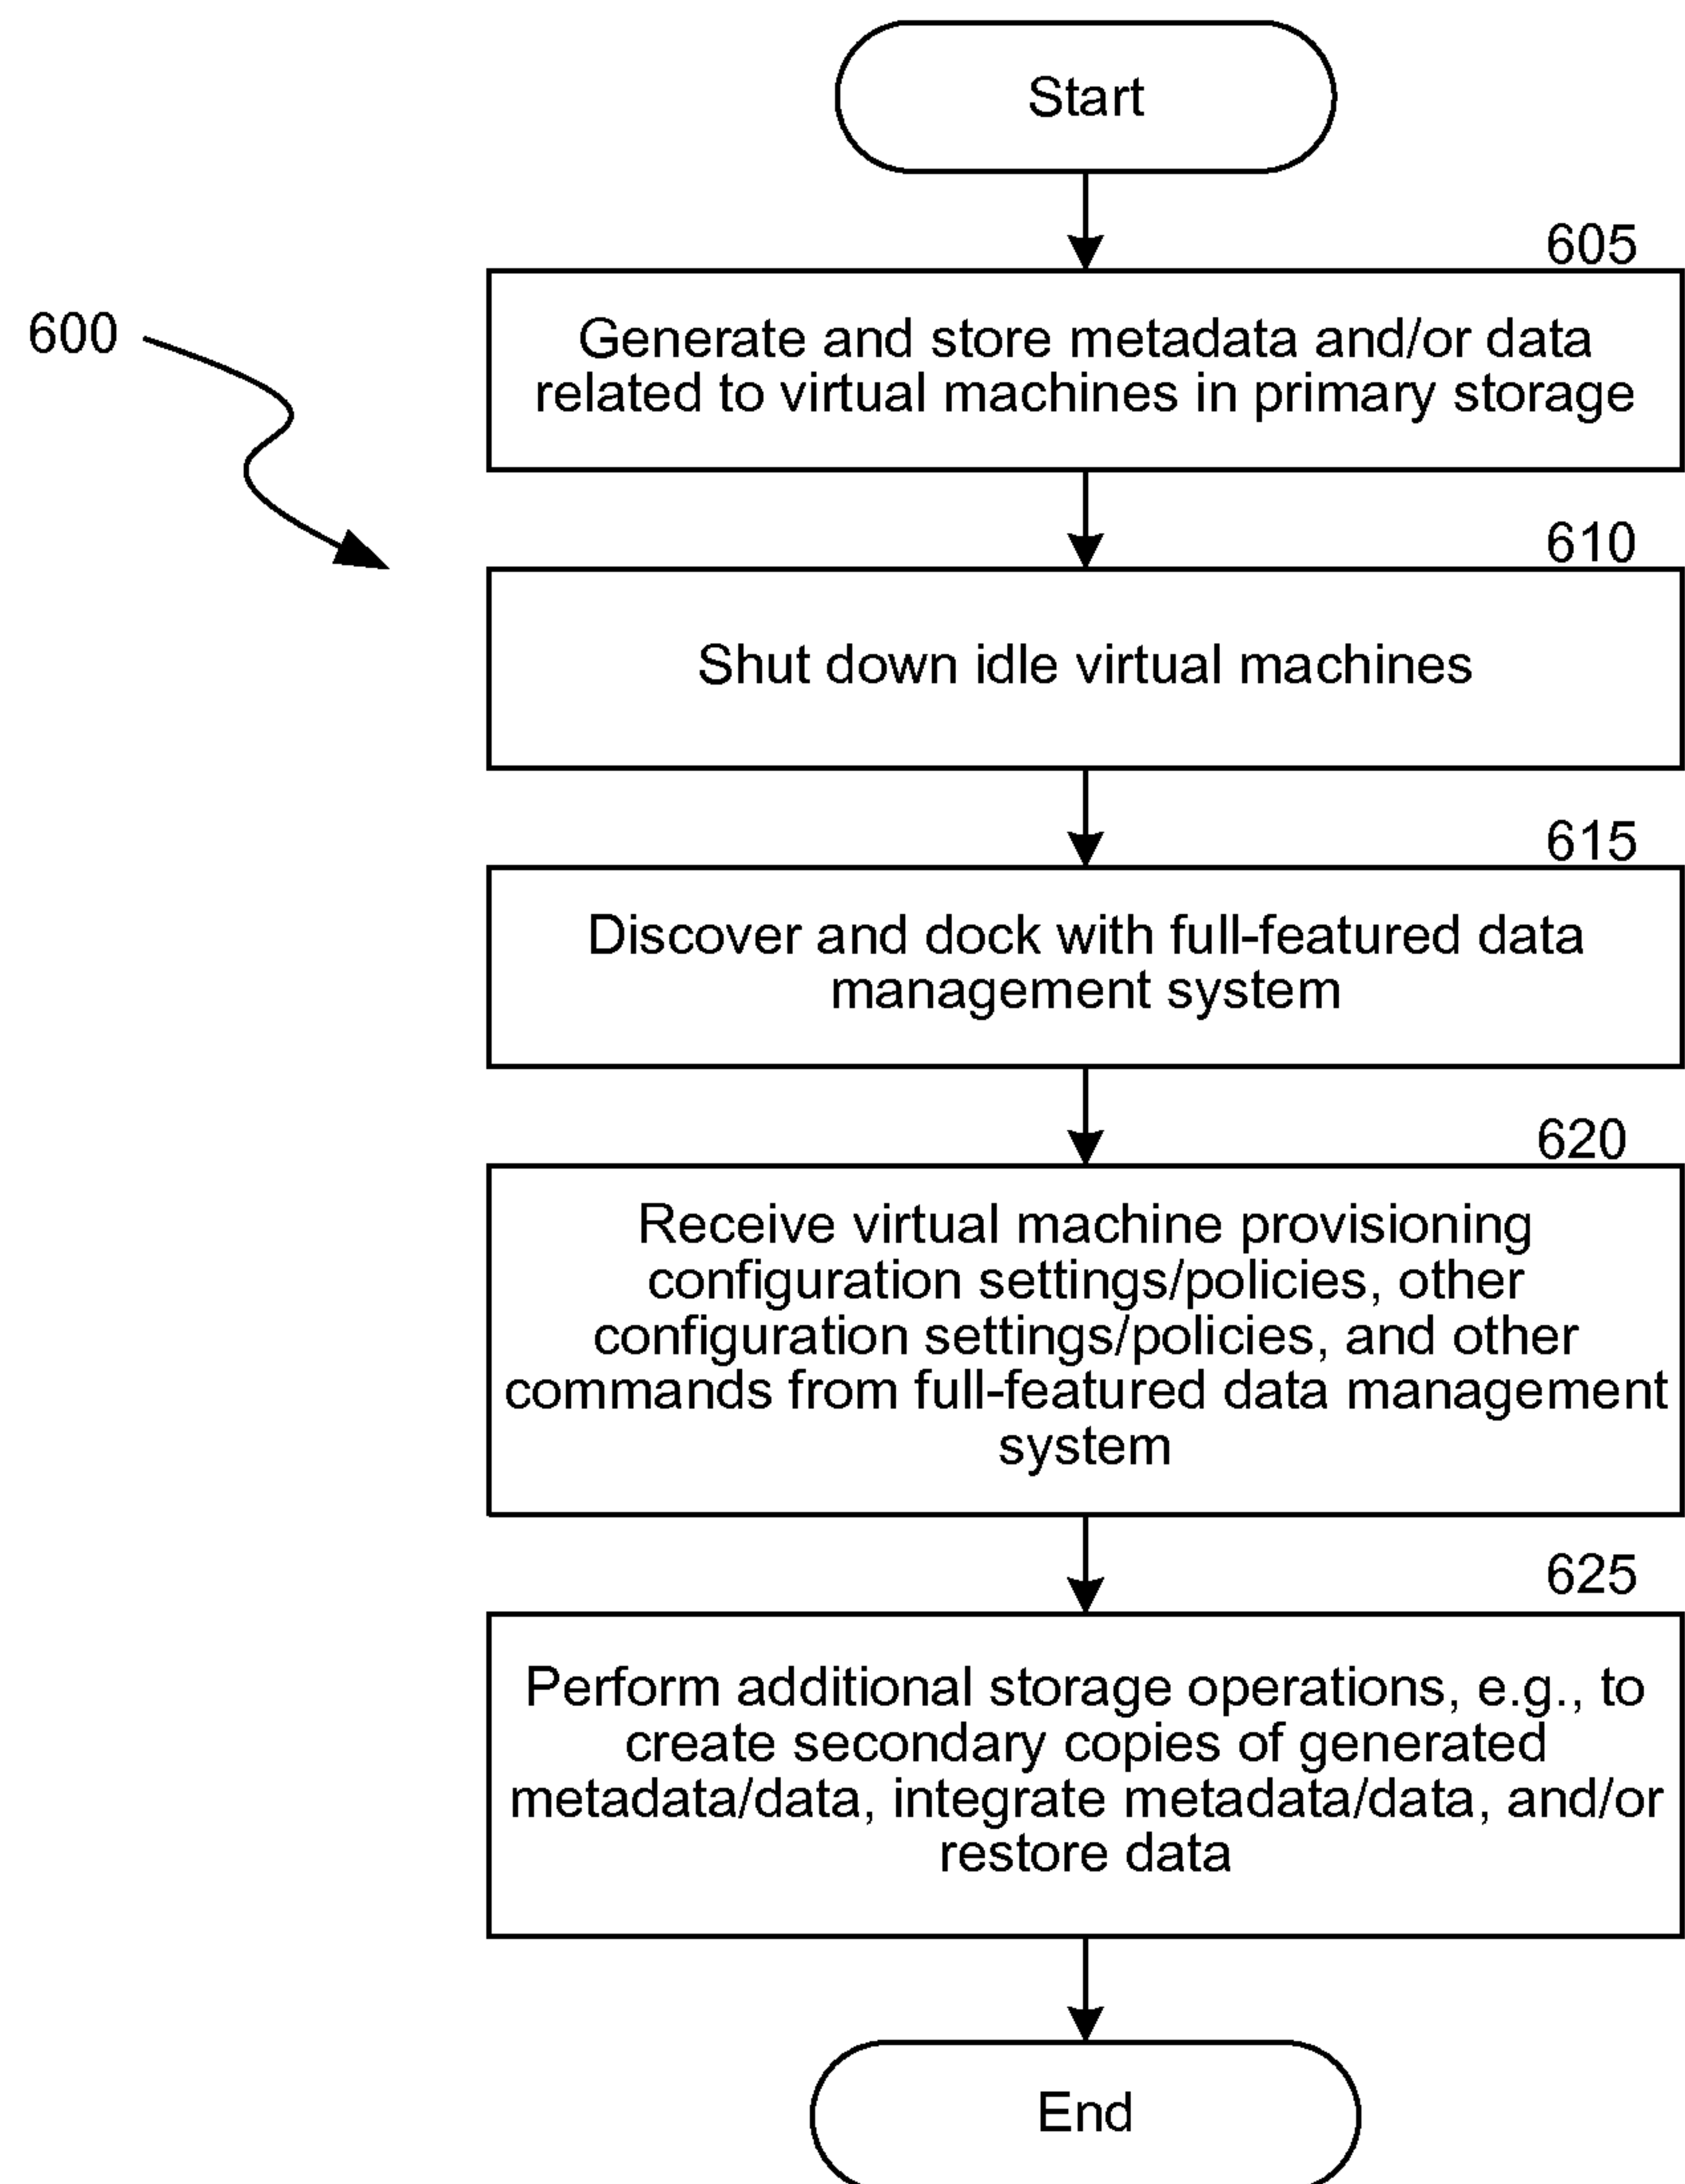 Start
605
600
Generate and store metadata and/or data
related to virtual machines in primary storage
610
Shut down idle virtual machines
615
Discover and dock with full-featured data
management system
620
Receive virtual machine provisioning
configuration settings/policies, other
configuration settings/policies, and other
commands from full-featured data management
system
625
Perform additional storage operations, e.g., to
create secondary copies of generated
metadata/data, integrate metadata/data, and/or
restore data
End